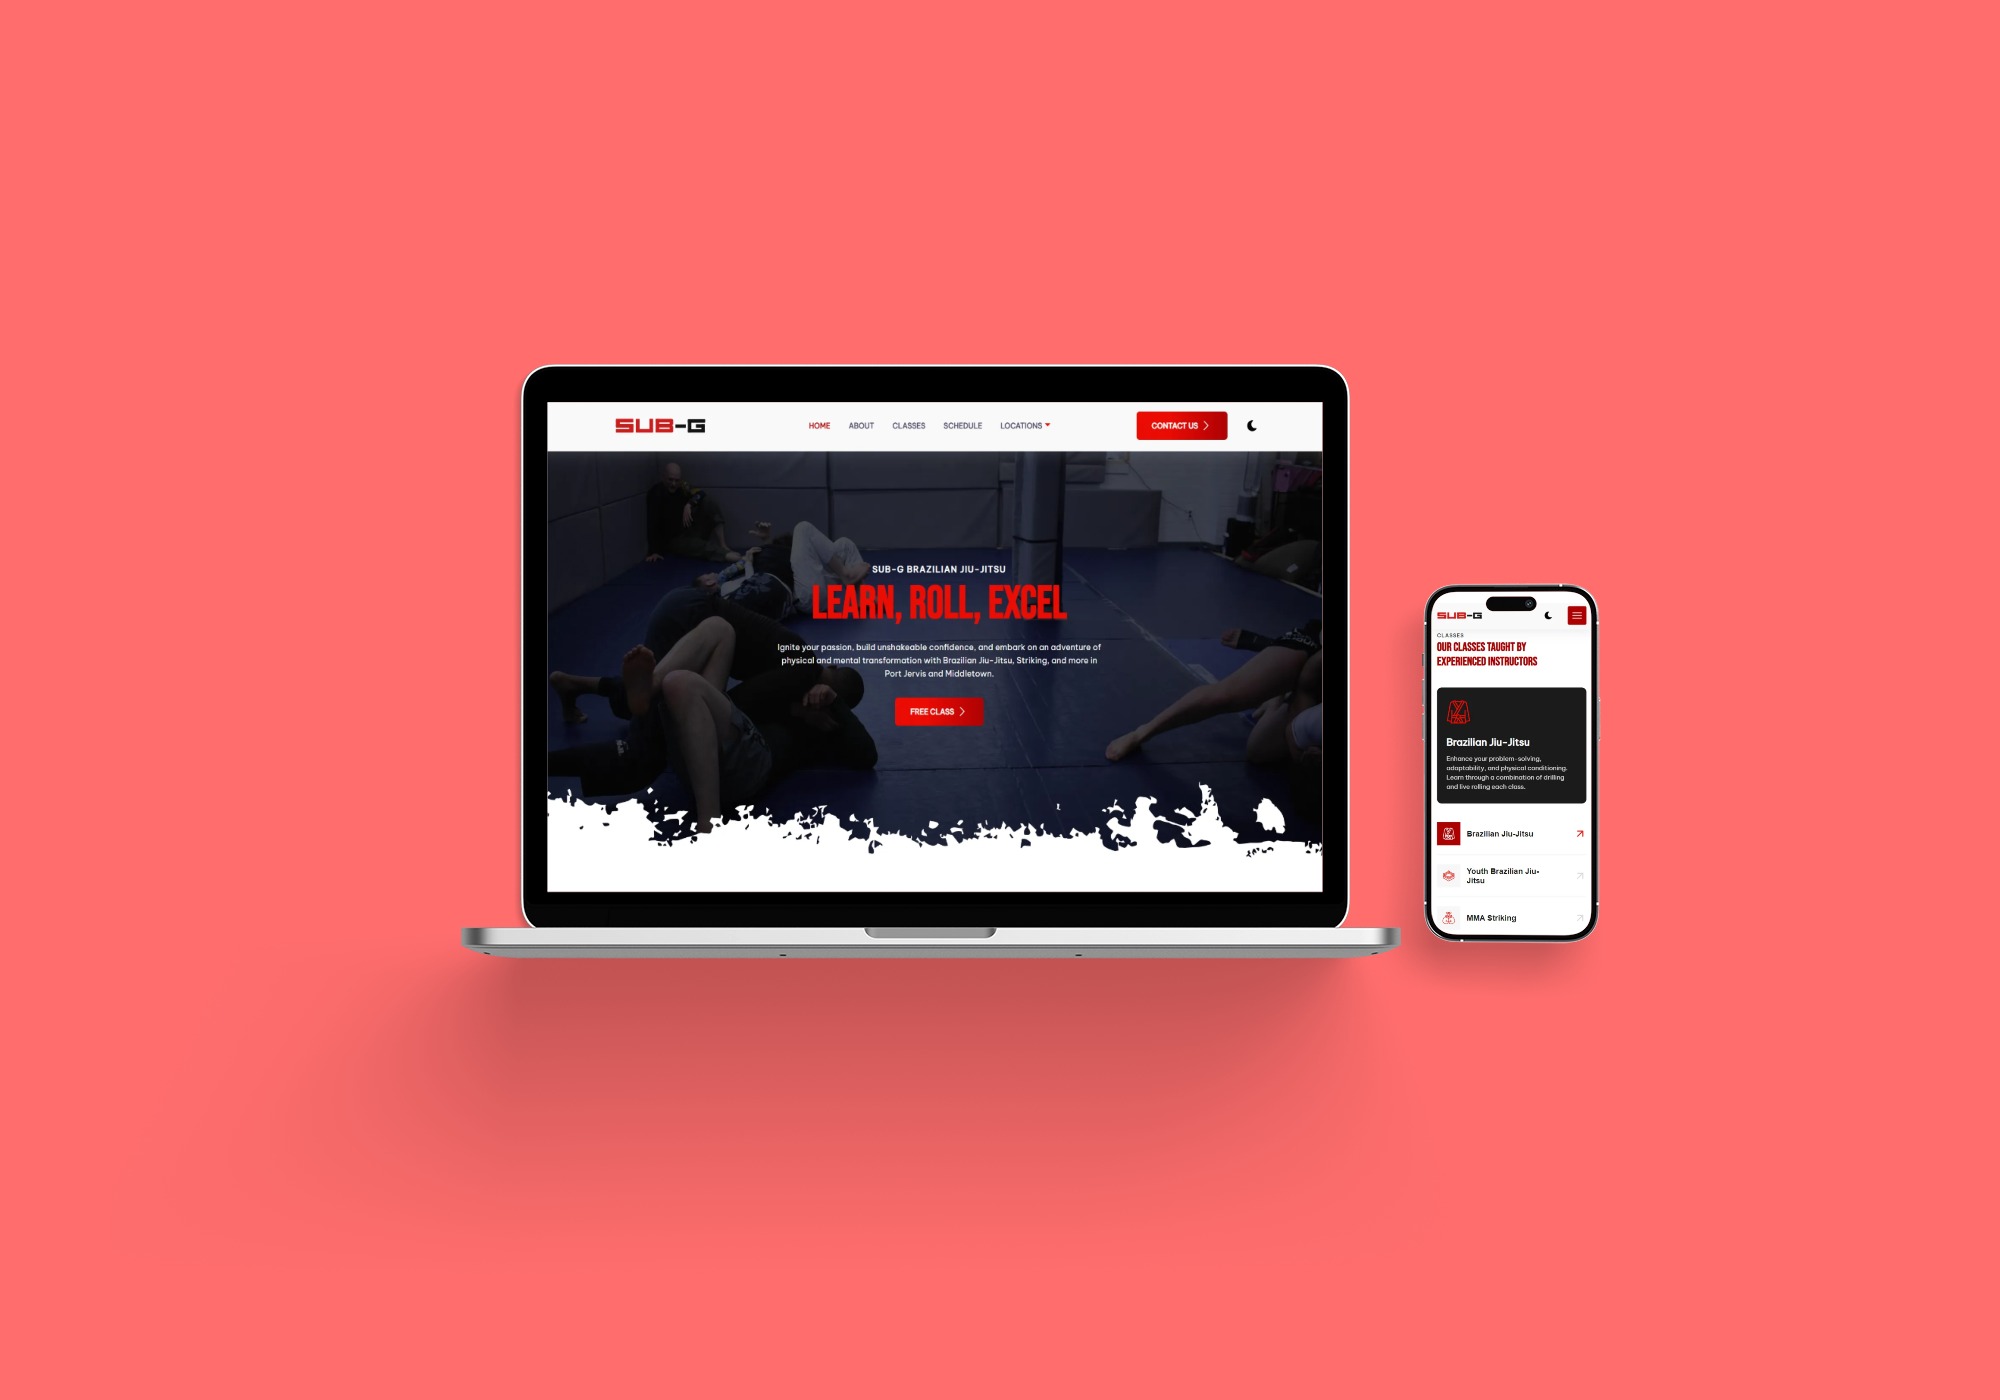 SUB-G
HOME ABOUT CLASSES SCHEDULE LOCATIONS
CONTACT US
SUB-G BRAZILIAN JIU-JITSU
LEARN, ROLL, EXCEL
Ignite your passion, build unshakeable confidence, and embark on an adventure of
physical and mental transformation with Brazilian Jiu-Jitsu, Striking, and more in
Port Jervis and Middletown.
FREE CLASS
SUB-G
CLASSES
OUR CLASSES TAUGHT BY
EXPERIENCED INSTRUCTORS
Brazilian Jiu-Jitsu
Enhance your problem-solving,
adaptability, and physical conditioning.
Learn through a combination of drilling
and live rolling each class.
Brazilian Jiu-Jitsu
Youth Brazilian Jiu-
Jitsu
MMA Striking